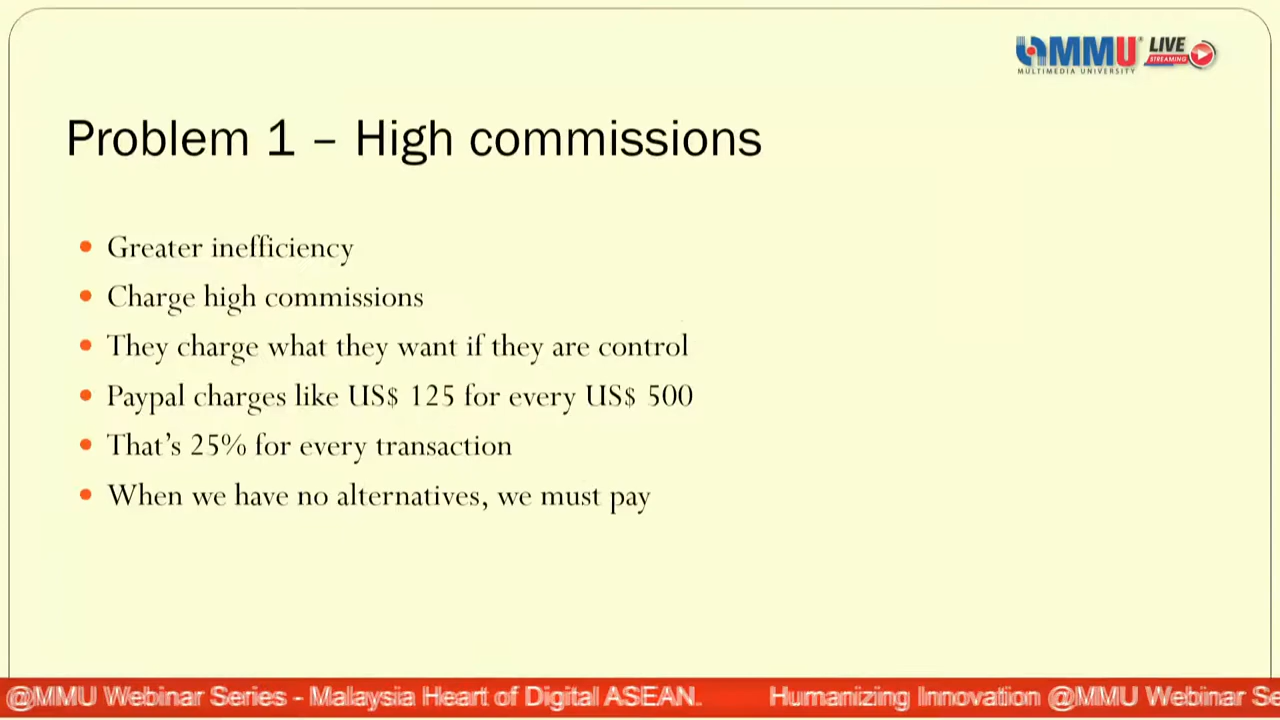 MMU LIVE
STREAMING
MULTIMEDIA UNIVERSITY
Problem 1 – High commissions
Greater inefficiency
Charge high commissions
They charge what they want if they are control
Paypal charges like US$ 125 for every US$ 500
That’s 25% for every transaction
When we have no alternatives, we must pay
@MMU Webinar Series - Malaysia Heart of Digital ASEAN. Humanizing Innovation @MMU Webinar Se